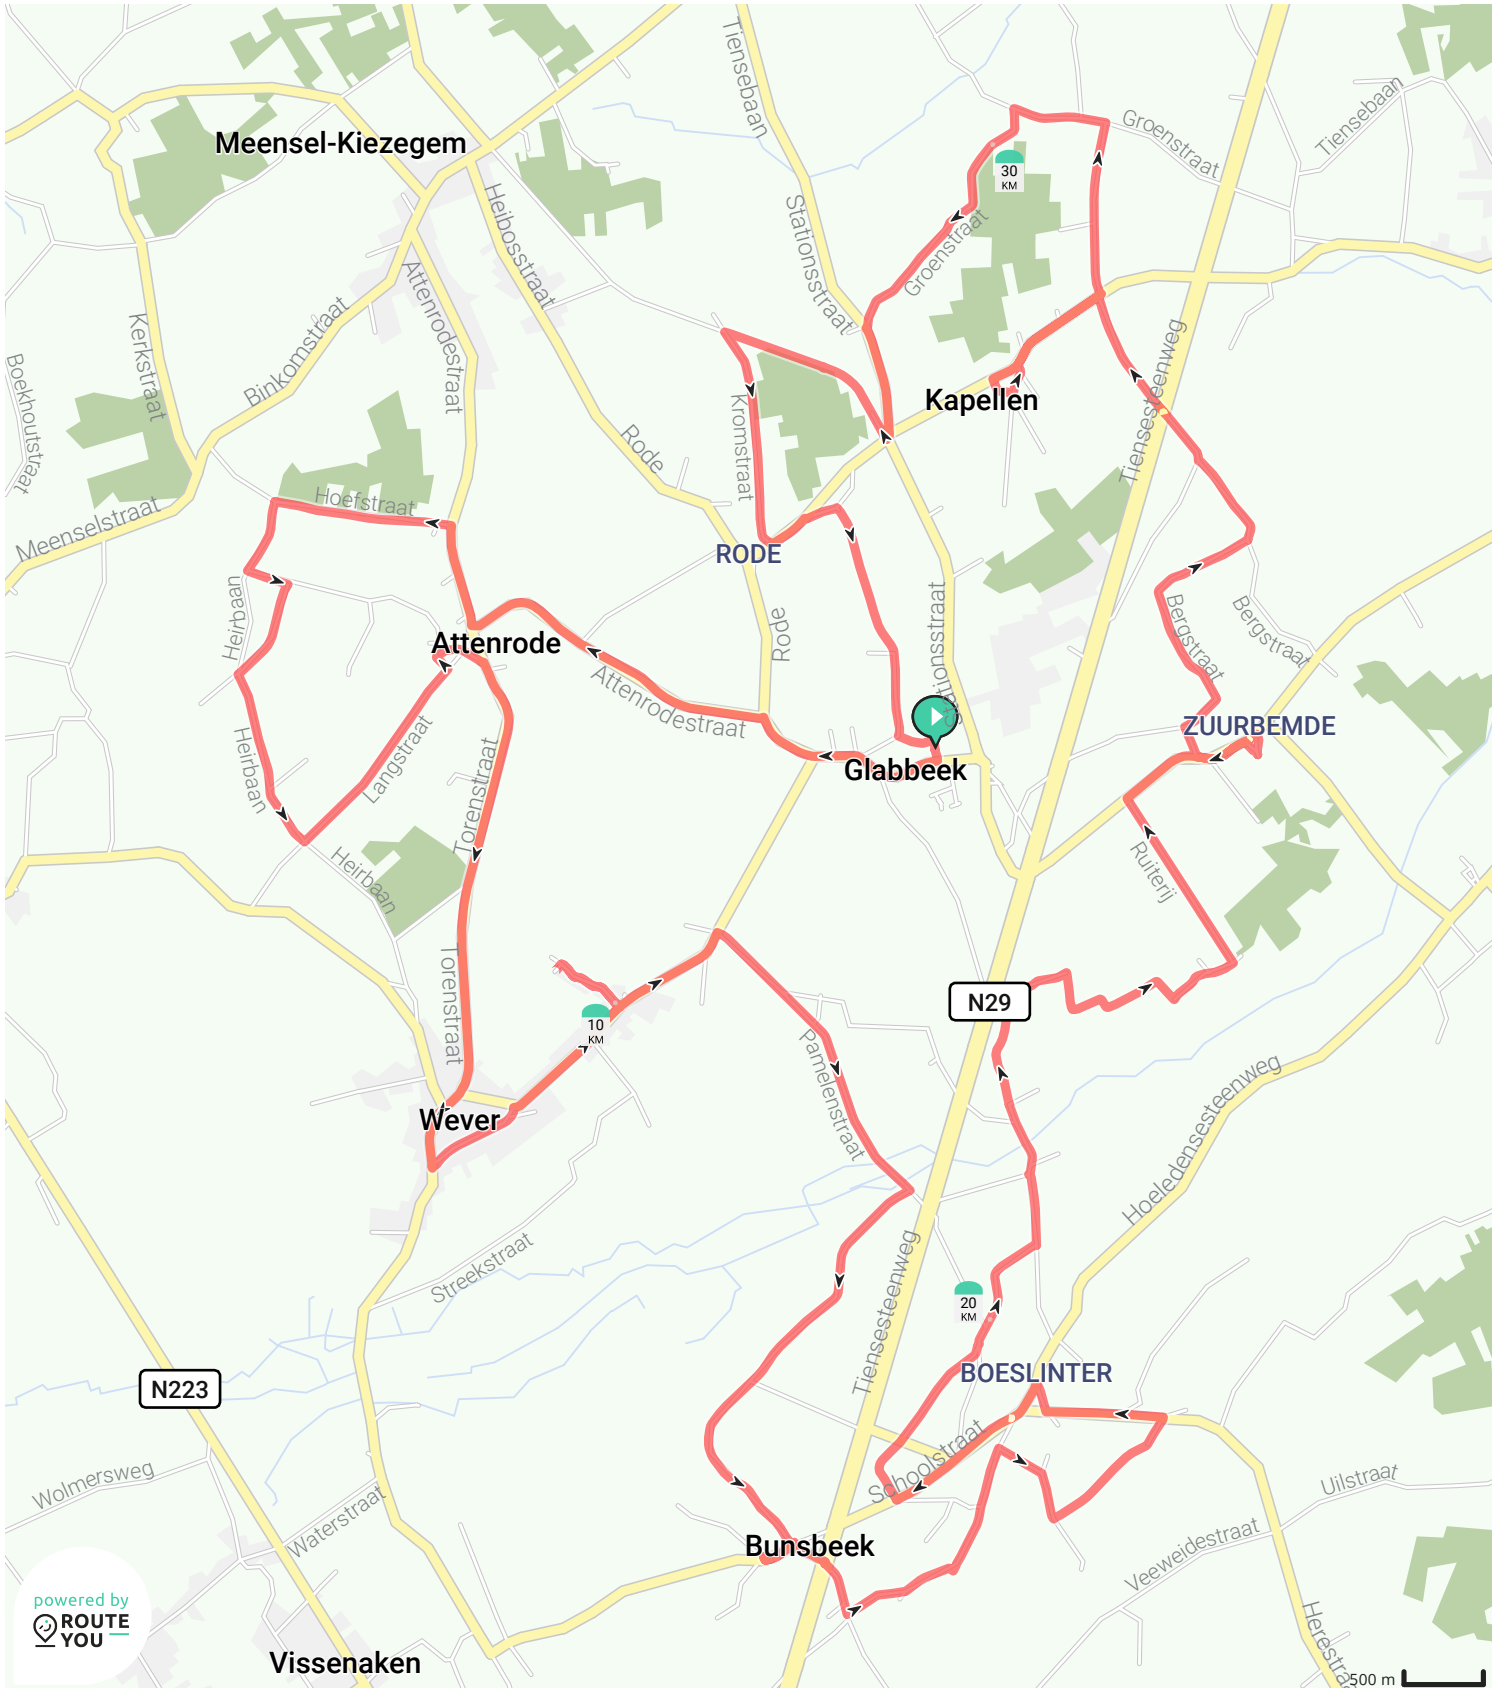 Tiensebaan
Groenstraat
Tiensebaan
Meensel-Kiezegem
30
KM
Heibosstraat
Stationsstraat
Groenstraat
Attenrodestraat
Kerkstraat
Binkomstraat
Boekhoutstraat
Tiensesteenweg
Kapellen
Kromstraat
Rode
Hoefstraat
Meenselstraat
RODE
Heirbaan
Rode
Stationsstraat
Bergstraat
Bergstraat
Attenrode
Attenrodestraat
ZUURBEMDE
Heirbaan
Langstraat
Torenstraat
Glabbeek
Heirbaan
Ruiterij
Torenstraat
N29
10
KM
Pamelenstraat
Wever
Hoeledensesteenweg
Streekstraat
Tiensesteenweg
20
KM
BOESLINTER
N223
Schoolstraat
Wolmersweg
Waterstraat
Uilstraat
Bunsbeek
Veeweidestraat
powered by
ROUTE
YOU
Vissenaken
Herestra
500 m